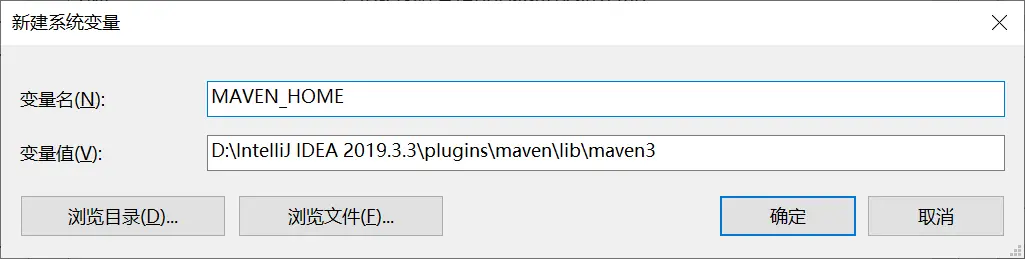 新建系统变量
变量名(N):
MAVEN_HOME
变量值(V):
D:\IntelliJ IDEA 2019.3.3\plugins\maven\lib\maven3
浏览目录(D)...
浏览文件(F)...
确定
取消